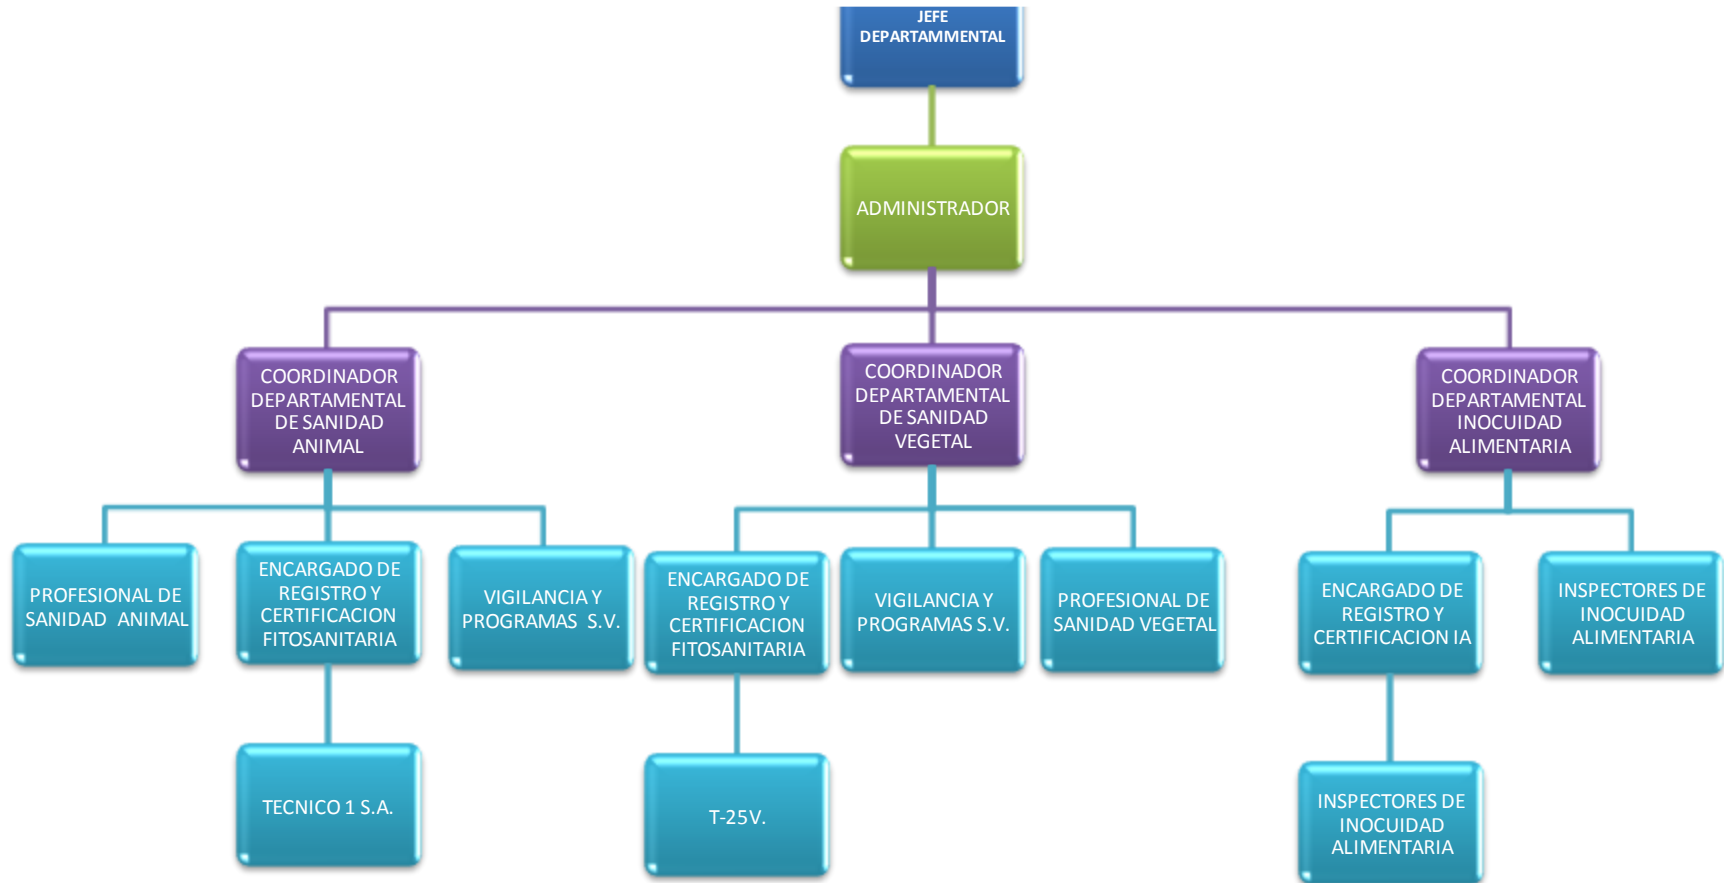 JEFE
DEPARTAMMENTAL
ADMINISTRADOR
COORDINADOR
DEPARTAMENTAL
DE SANIDAD
ANIMAL
COORDINADOR
DEPARTAMENTAL
DE SANIDAD
VEGETAL
COORDINADOR
DEPARTAMENTAL
INOCUIDAD
ALIMENTARIA
PROFESIONAL DE
SANIDAD ANIMAL
ENCARGADO DE
REGISTRO Y
CERTIFICACION
FITOSANITARIA
VIGILANCIA Y
PROGRAMAS S.V.
ENCARGADO DE
REGISTRO Y
CERTIFICACION
FITOSANITARIA
VIGILANCIA Y
PROGRAMAS S.V.
PROFESIONAL DE
SANIDAD VEGETAL
ENCARGADO DE
REGISTRO Y
CERTIFICACION IA
INSPECTORES DE
INOCUIDAD
ALIMENTARIA
TECNICO 1 S.A.
T-25V.
INSPECTORES DE
INOCUIDAD
ALIMENTARIA